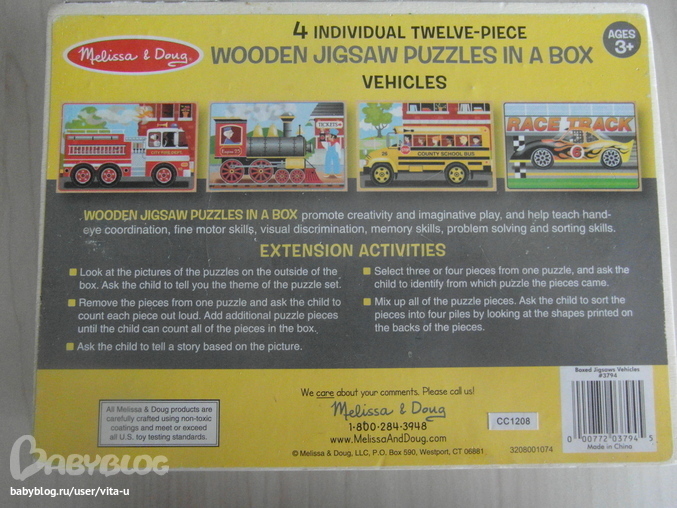 4 INDIVIDUAL TWELVE-PIECE
WOODEN JIGSAW PUZZLES IN A BOX
VEHICLES
Melissa & Doug
AGES
3+
CITY FIRE DEPT.
TICKETS
COUNTY SCHOOL BUS
26
RACE TRACK
WOODEN JIGSAW PUZZLES IN A BOX promote creativity and imaginative play, and help teach hand-
eye coordination, fine motor skills, visual discrimination, memory skills, problem solving and sorting skills.
EXTENSION ACTIVITIES
Look at the pictures of the puzzles on the outside of the
box. Ask the child to tell you the theme of the puzzle set.
Remove the pieces from one puzzle and ask the child to
count each piece out loud. Add additional puzzle pieces
until the child can count all of the pieces in the box.
Ask the child to tell a story based on the picture.
Select three or four pieces from one puzzle, and ask the
child to identify from which puzzle the pieces came.
Mix up all of the puzzle pieces. Ask the child to sort the
pieces into four piles by looking at the shapes printed on
the backs of the pieces.
All Melissa & Doug products are
carefully crafted using non-toxic
coatings and meet or exceed
all U.S. toy testing standards.
We care about your comments. Please call us!
Melissa & Doug
1-800-284-3948
www.MelissaAndDoug.com
© Melissa & Doug, LLC, P.O. Box 590, Westport, CT 06881
CC1208
3208001074
Boxed Jigsaws Vehicles
#3794
0 00772 03794 5
Made in China
BABYBLOG
babyblog.ru/user/vita-u